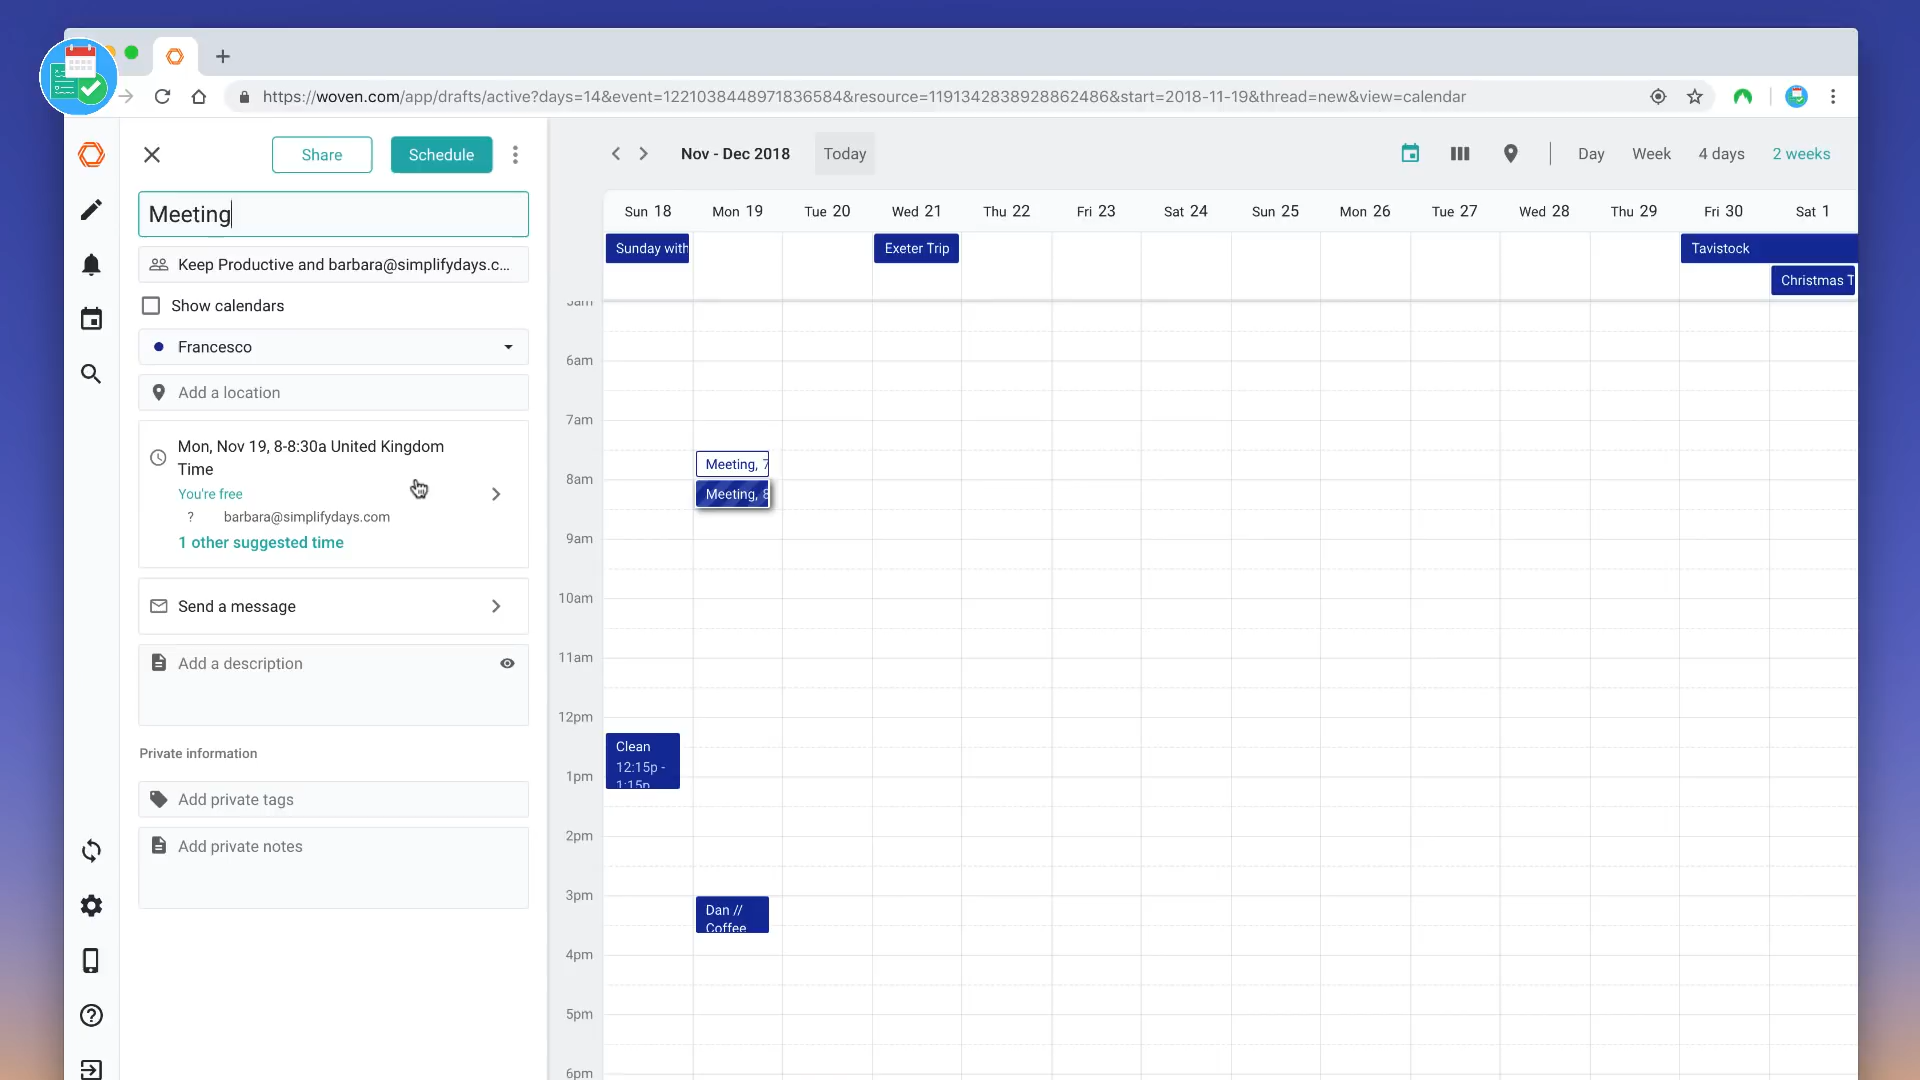 https://woven.com/app/drafts/active?days=14&event=1221038448971836584&resource=1191342838928862486&start=2018-11-19&thread=new&view=calendar
Share
Schedule
Nov - Dec 2018
Today
Day
Week
4 days
2 weeks
Meeting
Keep Productive and barbara@simplifydays.c...
Show calendars
Francesco
Add a location
Mon, Nov 19, 8-8:30a United Kingdom
Time
You're free
? barbara@simplifydays.com
1 other suggested time
Send a message
Add a description
Private information
Add private tags
Add private notes
Sun 18
Mon 19
Tue 20
Wed 21
Thu 22
Fri 23
Sat 24
Sun 25
Mon 26
Tue 27
Wed 28
Thu 29
Fri 30
Sat 1
Sunday with
Exeter Trip
Tavistock
Christmas T
5am
6am
7am
Meeting, 7
8am
Meeting, 8
9am
10am
11am
12pm
Clean
12:15p -
1:15p
1pm
2pm
3pm
Dan //
Coffee
4pm
5pm
6pm